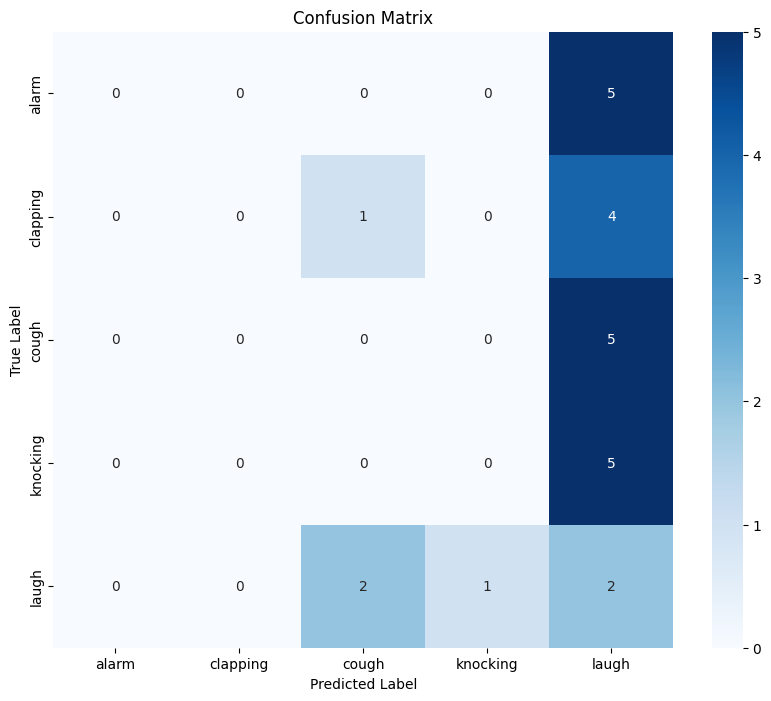 Confusion Matrix
True Label
alarm 0 0 0 0 5
clapping 0 0 1 0 4
cough 0 0 0 0 5
knocking 0 0 0 0 5
laugh 0 0 2 1 2
alarm clapping cough knocking laugh
Predicted Label
5
4
3
2
1
0